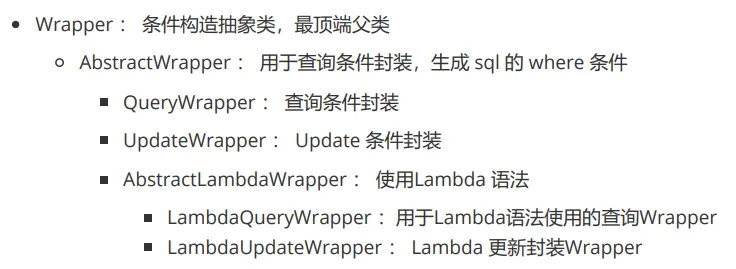 Wrapper： 条件构造抽象类，最顶端父类
AbstractWrapper： 用于查询条件封装，生成 sql 的 where 条件
QueryWrapper： 查询条件封装
UpdateWrapper： Update 条件封装
AbstractLambdaWrapper： 使用Lambda 语法
LambdaQueryWrapper：用于Lambda语法使用的查询Wrapper
LambdaUpdateWrapper： Lambda 更新封装Wrapper